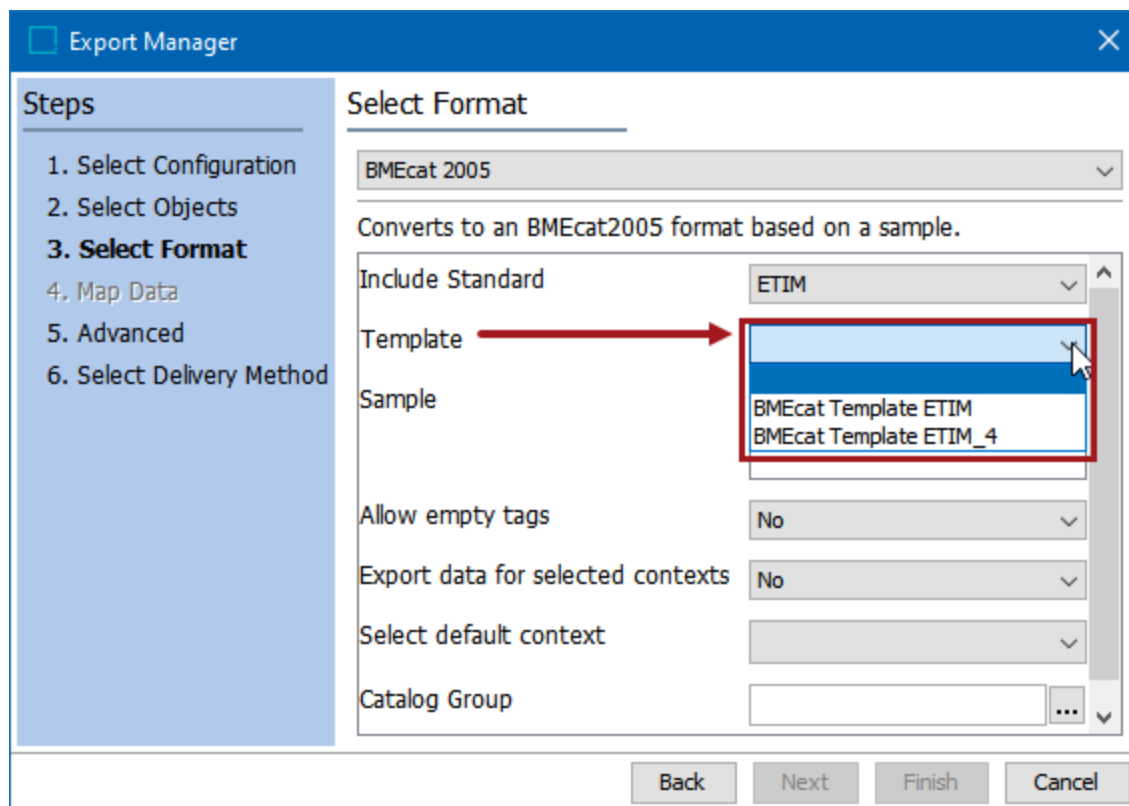 Export Manager
Steps
1. Select Configuration
2. Select Objects
3. Select Format
4. Map Data
5. Advanced
6. Select Delivery Method
Select Format
BMEcat 2005
Converts to an BMEcat2005 format based on a sample.
Include Standard
ETIM
Template
BMEcat Template ETIM
BMEcat Template ETIM_4
Sample
Allow empty tags
No
Export data for selected contexts
No
Select default context
Catalog Group
...
Back
Next
Finish
Cancel